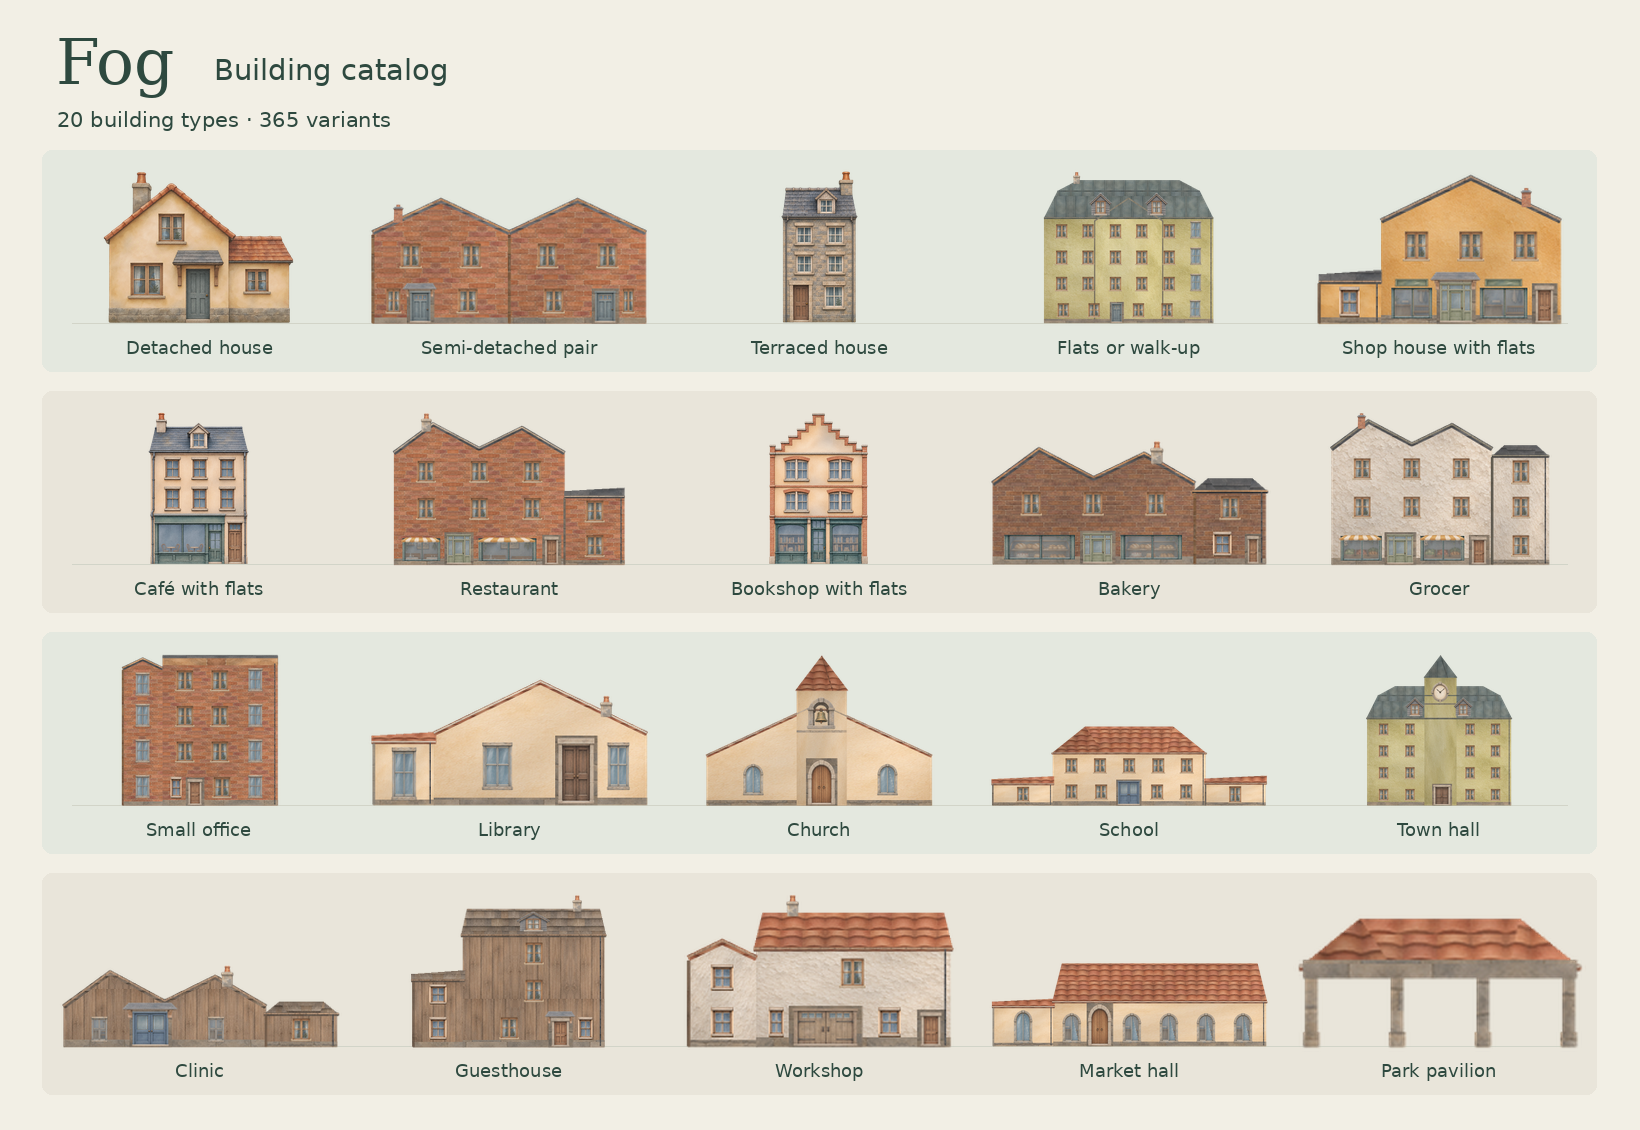 Fog Building catalog
20 building types · 365 variants
Detached house
Semi-detached pair
Terraced house
Flats or walk-up
Shop house with flats
Café with flats
Restaurant
Bookshop with flats
Bakery
Grocer
Small office
Library
Church
School
Town hall
Clinic
Guesthouse
Workshop
Market hall
Park pavilion